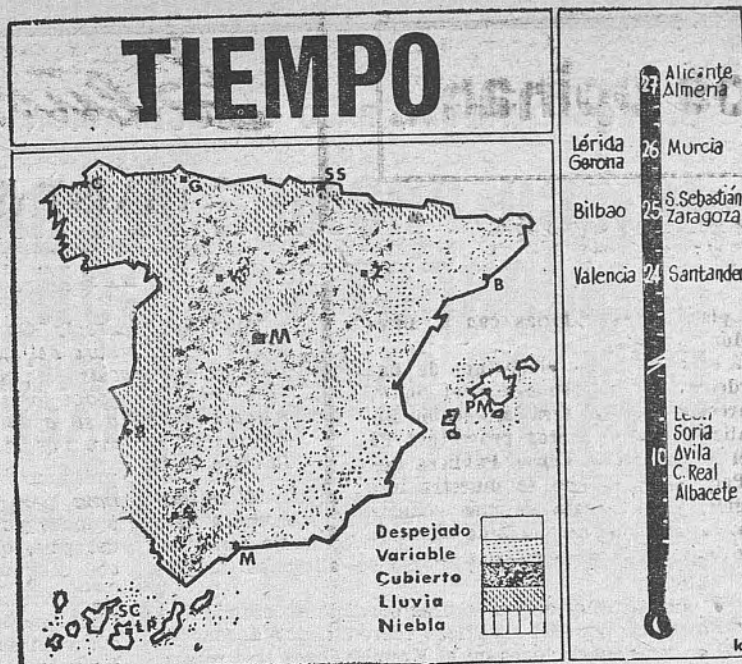 TIEMPO
C
G
SS
Z
B
M
PM
B
M
SC
LP
Despejado
Variable
Cubierto
Lluvia
Niebla
27 Alicante
Almería
Lérida
Gerona
26 Murcia
Bilbao 25 S.Sebastián
Zaragoza
Valencia 24 Santander
León
Soria
10 Avila
C. Real
Albacete